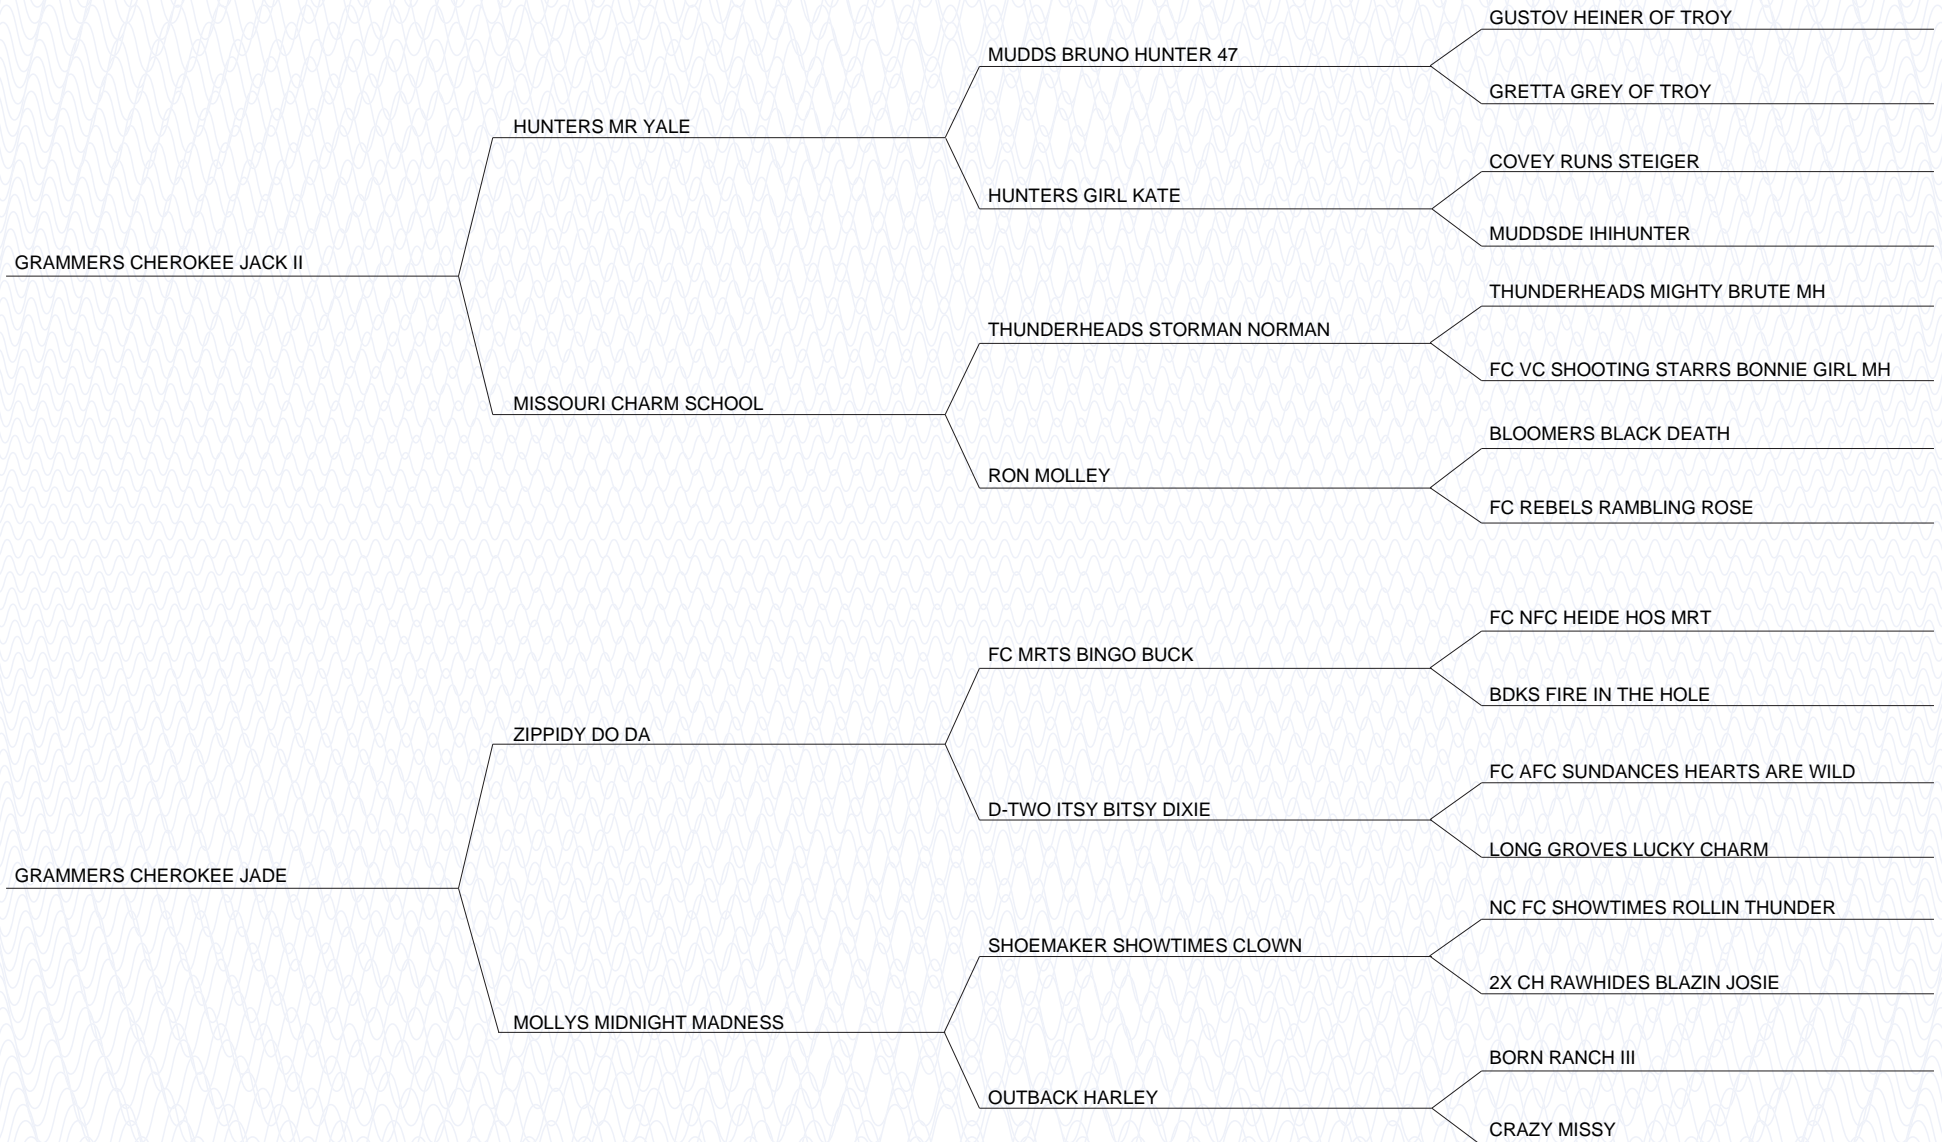 GUSTOV HEINER OF TROY
MUDDS BRUNO HUNTER 47
GRETTA GREY OF TROY
HUNTERS MR YALE
COVEY RUNS STEIGER
HUNTERS GIRL KATE
MUDDSDE IHIHUNTER
GRAMMERS CHEROKEE JACK II
THUNDERHEADS MIGHTY BRUTE MH
THUNDERHEADS STORMAN NORMAN
FC VC SHOOTING STARRS BONNIE GIRL MH
MISSOURI CHARM SCHOOL
BLOOMERS BLACK DEATH
RON MOLLEY
FC REBELS RAMBLING ROSE
FC NFC HEIDE HOS MRT
FC MRTS BINGO BUCK
BDKS FIRE IN THE HOLE
ZIPPIDY DO DA
FC AFC SUNDANCES HEARTS ARE WILD
D-TWO ITSY BITSY DIXIE
LONG GROVES LUCKY CHARM
GRAMMERS CHEROKEE JADE
NC FC SHOWTIMES ROLLIN THUNDER
SHOEMAKER SHOWTIMES CLOWN
2X CH RAWHIDES BLAZIN JOSIE
MOLLYS MIDNIGHT MADNESS
BORN RANCH III
OUTBACK HARLEY
CRAZY MISSY